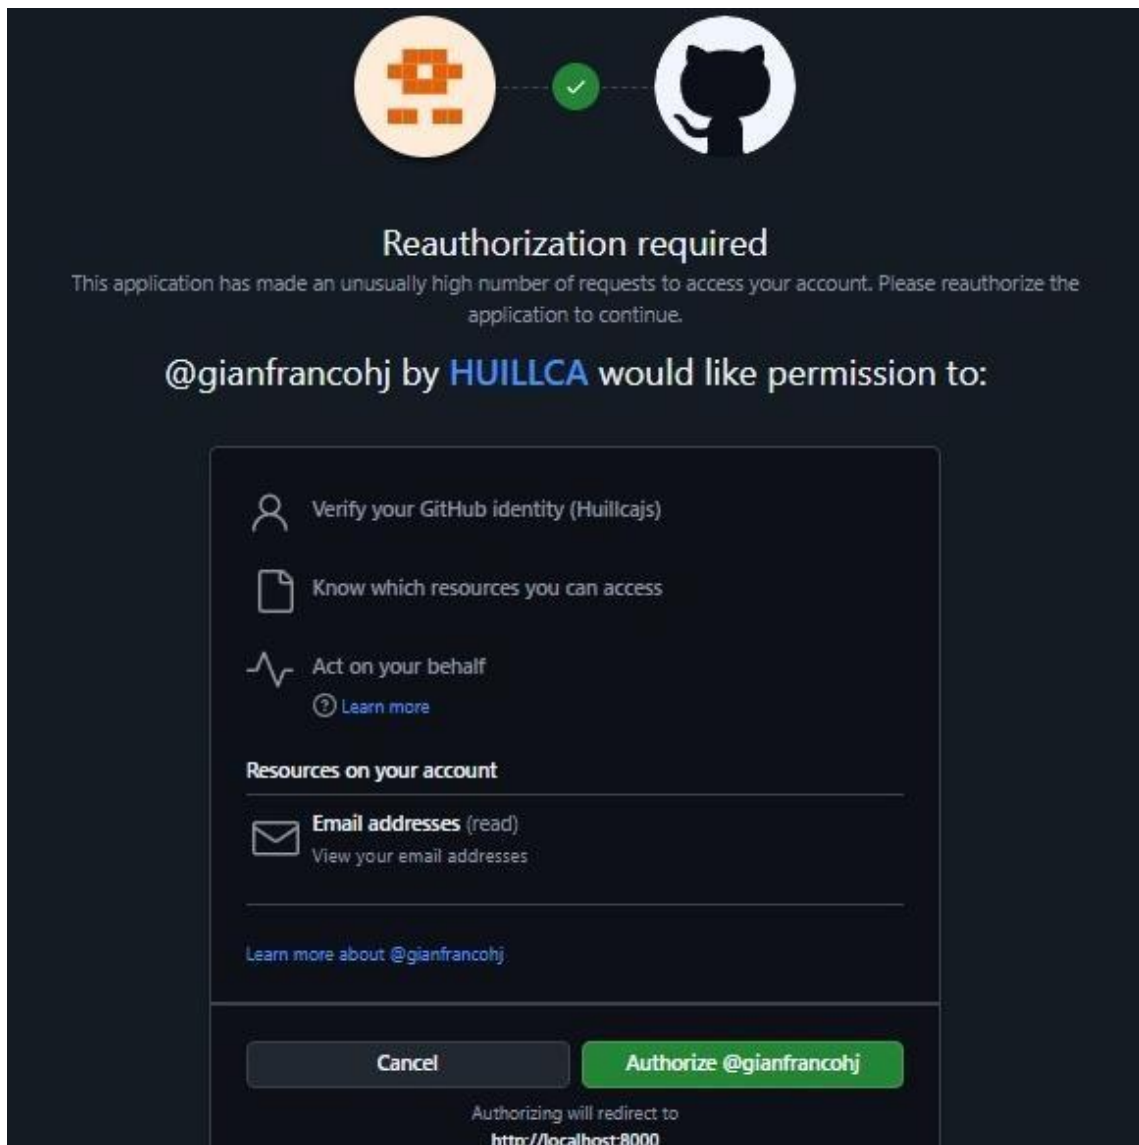 Reauthorization required
This application has made an unusually high number of requests to access your account. Please reauthorize the
application to continue.
@gianfrancohj by HUILLCA would like permission to:
Verify your GitHub identity (Huillcajs)
Know which resources you can access
Act on your behalf
Learn more
Resources on your account
Email addresses (read)
View your email addresses
Learn more about @gianfrancohj
Cancel
Authorize @gianfrancohj
Authorizing will redirect to
http://localhost:8000